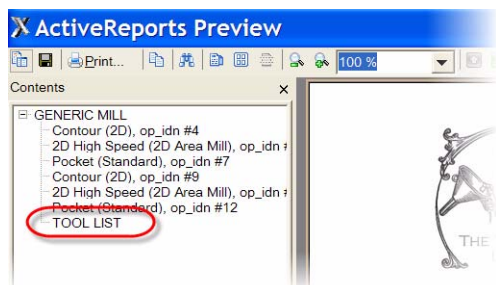 ActiveReports Preview
Print...
100 %
Contents
GENERIC MILL
Contour (2D), op_idn #4
2D High Speed (2D Area Mill), op_idn
Pocket (Standard), op_idn #7
Contour (2D), op_idn #9
2D High Speed (2D Area Mill), op_idn
Pocket (Standard), op_idn #12
TOOL LIST
THE